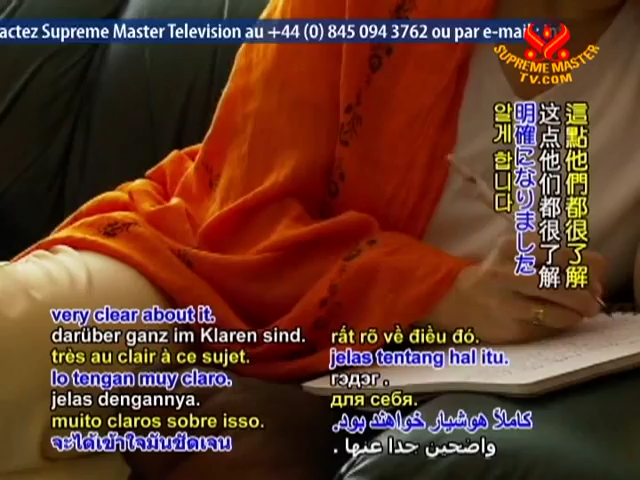 actez Supreme Master Television au +44 (0) 845 094 3762 ou par e-mail:
SUPREME MASTER
TV.COM
這點他們都很了解
这点他们都很了解
明確になりました
알게 합니다
very clear about it.
darüber ganz im Klaren sind.
très au clair à ce sujet.
lo tengan muy claro.
jelas dengannya.
muito claros sobre isso.
จะได้เข้าใจมันชัดเจน
rất rõ về điều đó.
jelas tentang hal itu.
гэдэг .
для себя.
کاملاً هوشیار خواهند بود.
واضحين جدا عنها .